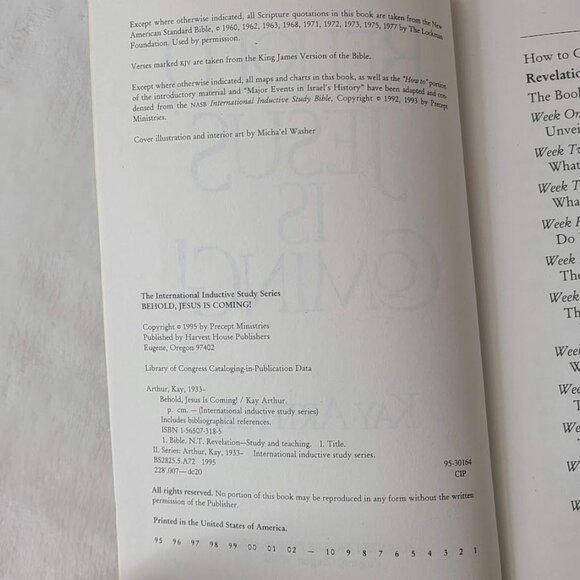 Except where otherwise indicated, all Scripture quotations in this book are taken from the New
American Standard Bible, © 1960, 1962, 1963, 1968, 1971, 1972, 1973, 1975, 1977 by The Lockman
Foundation. Used by permission.
Verses marked KJV are taken from the King James Version of the Bible.
Except where otherwise indicated, all maps and charts in this book, as well as the "How to" portion
of the introductory material and "Major Events in Israel's History" have been adapted and con-
densed from the NASB International Inductive Study Bible, Copyright © 1992, 1993 by Precept
Ministries.
Cover illustration and interior art by Micha'el Washer
JESUS
IS
COMING!
The International Inductive Study Series
BEHOLD, JESUS IS COMING!
Copyright © 1995 by Precept Ministries
Published by Harvest House Publishers
Eugene, Oregon 97402
Library of Congress Cataloging-in-Publication Data
Arthur, Kay, 1933–
Behold, Jesus Is Coming! / Kay Arthur.
p. cm. — (International inductive study series)
Includes bibliographical references.
ISBN 1-56507-318-5
1. Bible. N.T. Revelation—Study and teaching. I. Title.
II. Series: Arthur, Kay, 1933– International inductive study series.
BS2825.5.A72 1995
228'.007—dc20
95-30164
CIP
All rights reserved. No portion of this book may be reproduced in any form without the written
permission of the Publisher.
Printed in the United States of America.
95 96 97 98 99 00 01 02 — 10 9 8 7 6 5 4 3 2 1
How to
Revelation
The Book
Week On
Unvei
Week Tw
What
Week T
Wha
Week
Do
Week
The
Week
Th
Week
W
Week
T
Week
Week
Week